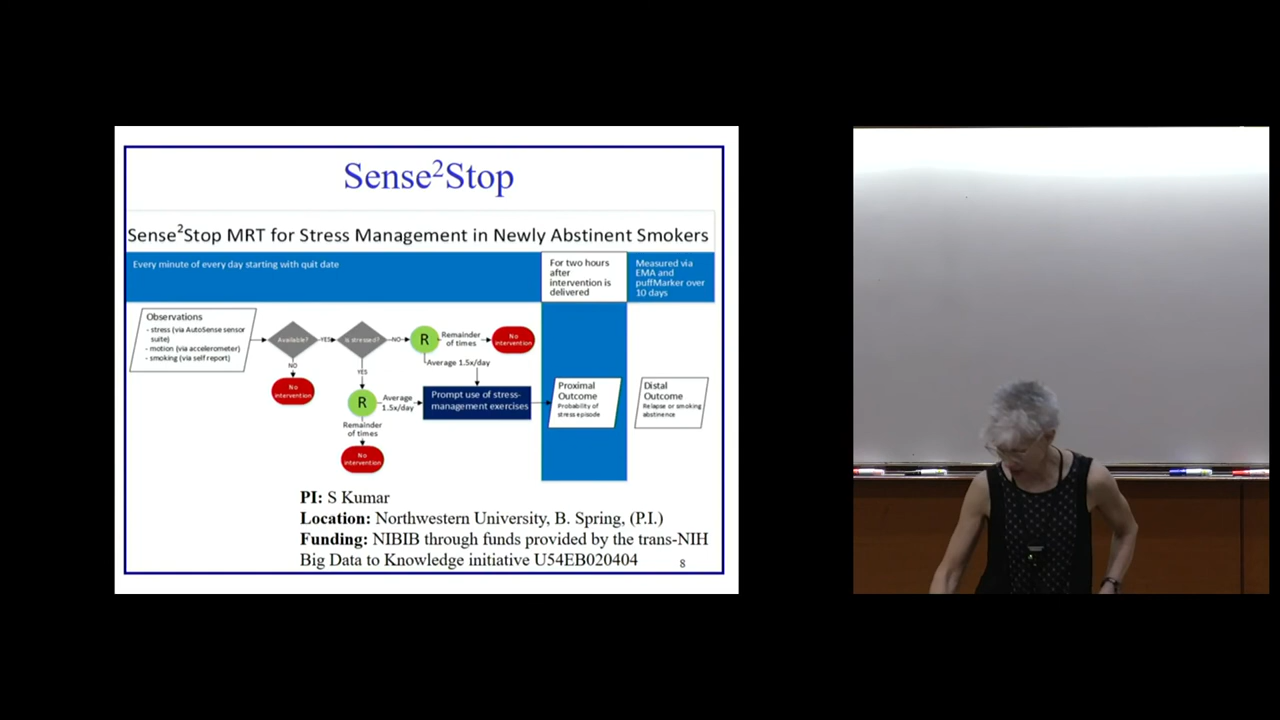 Sense²Stop
Sense²Stop MRT for Stress Management in Newly Abstinent Smokers
Every minute of every day starting with quit date
For two hours
after
intervention is
delivered
Measured via
EMA and
puffMarker over
10 days
Observations
- stress (via AutoSense sensor
suite)
- motion (via accelerometer)
- smoking (via self report)
Available?
YES
Is stressed?
NO
R
Remainder
of times
No
intervention
NO
No
intervention
YES
Average 1.5x/day
R
Average
1.5x/day
Prompt use of stress-
management exercises
Remainder
of times
No
intervention
Proximal
Outcome
Probability of
stress episode
Distal
Outcome
Relapse or smoking
abstinence
PI: S Kumar
Location: Northwestern University, B. Spring, (P.I.)
Funding: NIBIB through funds provided by the trans-NIH
Big Data to Knowledge initiative U54EB020404
8